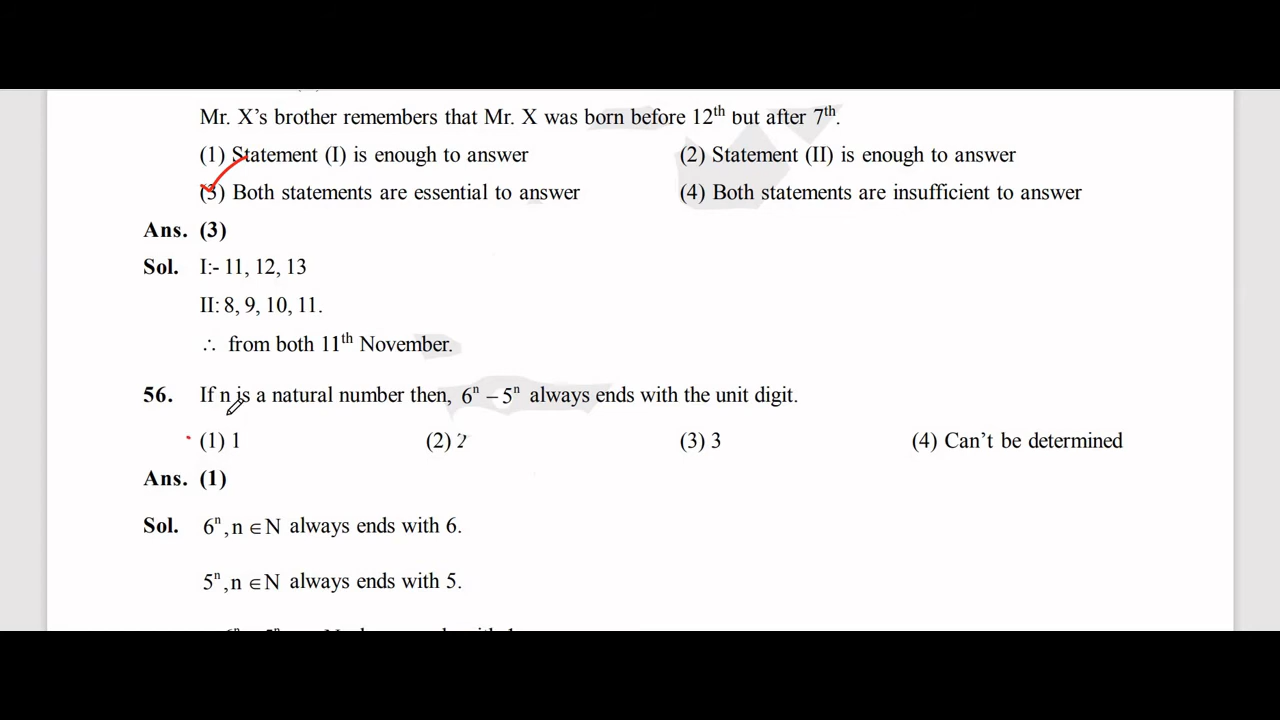 Mr. X's brother remembers that Mr. X was born before 12th but after 7th.
(1) Statement (I) is enough to answer (2) Statement (II) is enough to answer
(3) Both statements are essential to answer (4) Both statements are insufficient to answer
Ans. (3)
Sol. I:- 11, 12, 13
II: 8, 9, 10, 11.
∴ from both 11th November.
56. If n is a natural number then, 6ⁿ – 5ⁿ always ends with the unit digit.
(1) 1 (2) 2 (3) 3 (4) Can't be determined
Ans. (1)
Sol. 6ⁿ, n ∈ N always ends with 6.
5ⁿ, n ∈ N always ends with 5.